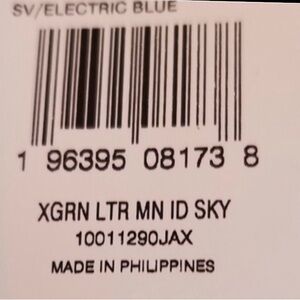 SV/ELECTRIC BLUE
1 96395 08173 8
XGRN LTR MN ID SKY
10011290JAX
MADE IN PHILIPPINES